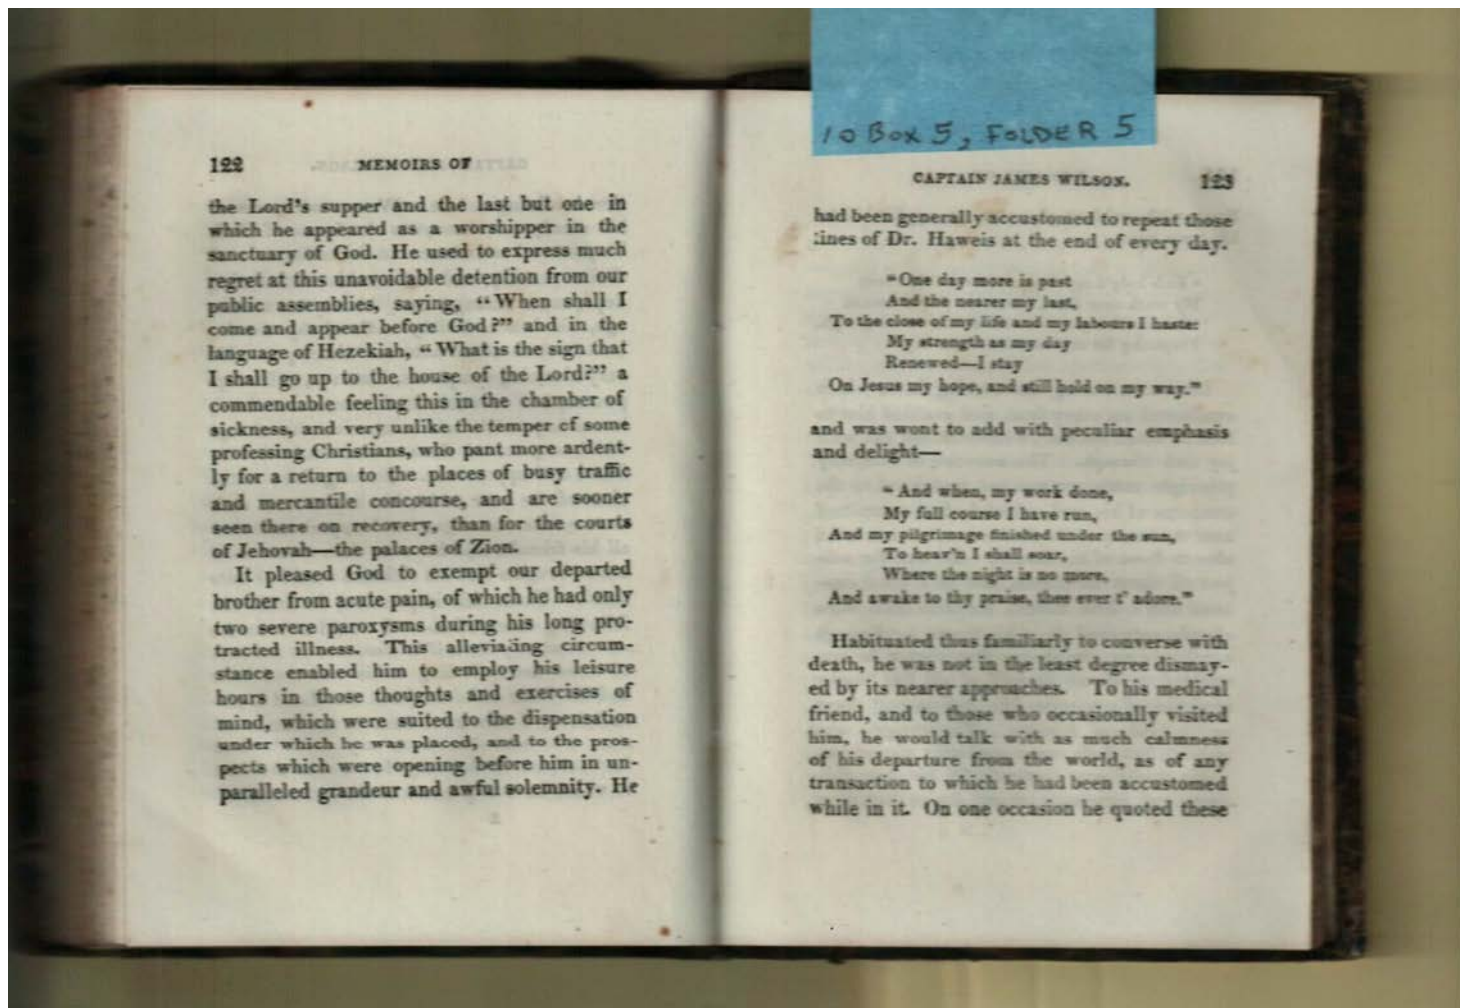 10 Box 5, FOLDER 5
122 MEMOIRS OF
the Lord's supper and the last but one in
which he appeared as a worshipper in the
sanctuary of God. He used to express much
regret at this unavoidable detention from our
public assemblies, saying, “When shall I
come and appear before God?” and in the
language of Hezekiah, “What is the sign that
I shall go up to the house of the Lord?” a
commendable feeling this in the chamber of
sickness, and very unlike the temper of some
professing Christians, who pant more ardent-
ly for a return to the places of busy traffic
and mercantile concourse, and are sooner
seen there on recovery, than for the courts
of Jehovah—the palaces of Zion.
It pleased God to exempt our departed
brother from acute pain, of which he had only
two severe paroxysms during his long pro-
tracted illness. This alleviating circum-
stance enabled him to employ his leisure
hours in those thoughts and exercises of
mind, which were suited to the dispensation
under which he was placed, and to the pros-
pects which were opening before him in un-
paralleled grandeur and awful solemnity. He
CAPTAIN JAMES WILSON. 123
had been generally accustomed to repeat those
lines of Dr. Haweis at the end of every day.
“One day more is past
And the nearer my last,
To the close of my life and my labours I haste:
My strength as my day
Renewed—I stay
On Jesus my hope, and still hold on my way.”
and was wont to add with peculiar emphasis
and delight—
“And when, my work done,
My full course I have run,
And my pilgrimage finished under the sun,
To heav'n I shall soar,
Where the night is no more,
And awake to thy praise, thee ever t' adore.”
Habituated thus familiarly to converse with
death, he was not in the least degree dismay-
ed by its nearer approaches. To his medical
friend, and to those who occasionally visited
him, he would talk with as much calmness
of his departure from the world, as of any
transaction to which he had been accustomed
while in it. On one occasion he quoted these